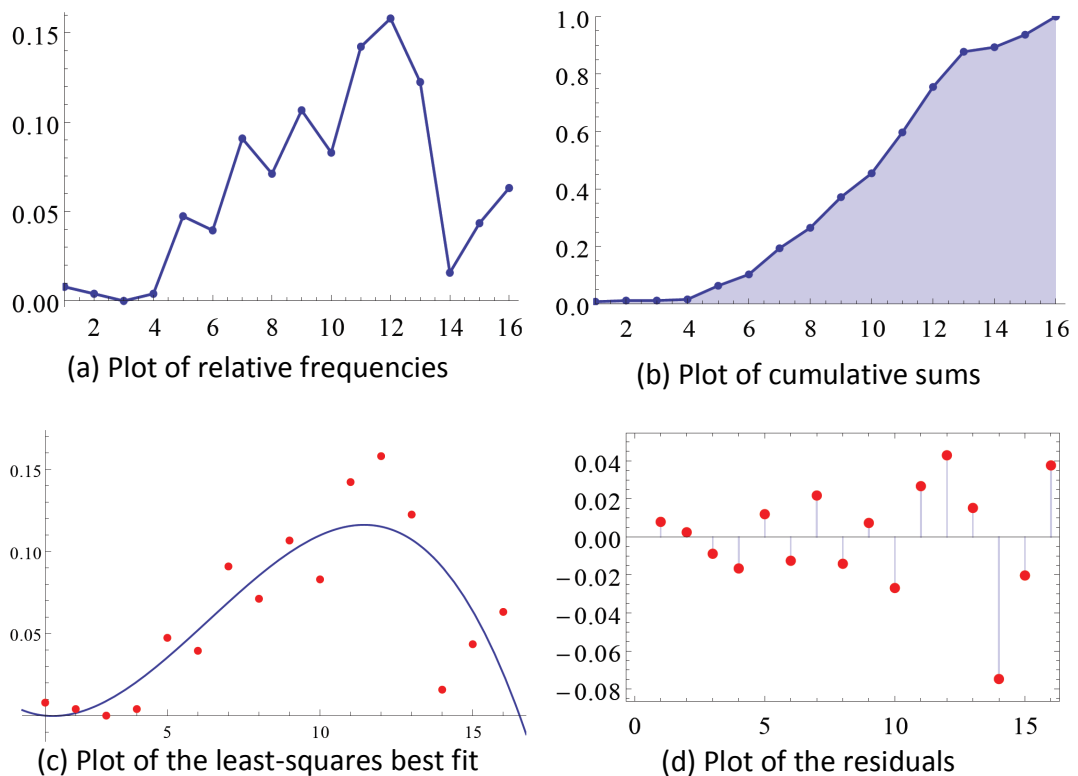 0.15
0.10
0.05
0.00
2 4 6 8 10 12 14 16
(a) Plot of relative frequencies
1.0
0.8
0.6
0.4
0.2
0.0
2 4 6 8 10 12 14 16
(b) Plot of cumulative sums
0.15
0.10
0.05
5 10 15
(c) Plot of the least-squares best fit
0.04
0.02
0.00
−0.02
−0.04
−0.06
−0.08
0 5 10 15
(d) Plot of the residuals